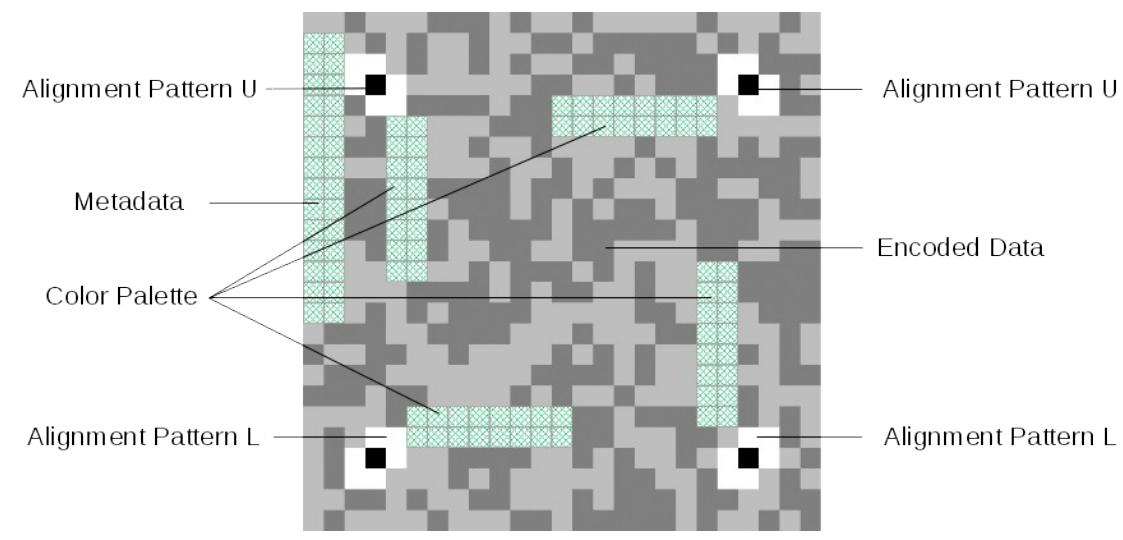 Alignment Pattern U
Alignment Pattern U
Metadata
Encoded Data
Color Palette
Alignment Pattern L
Alignment Pattern L